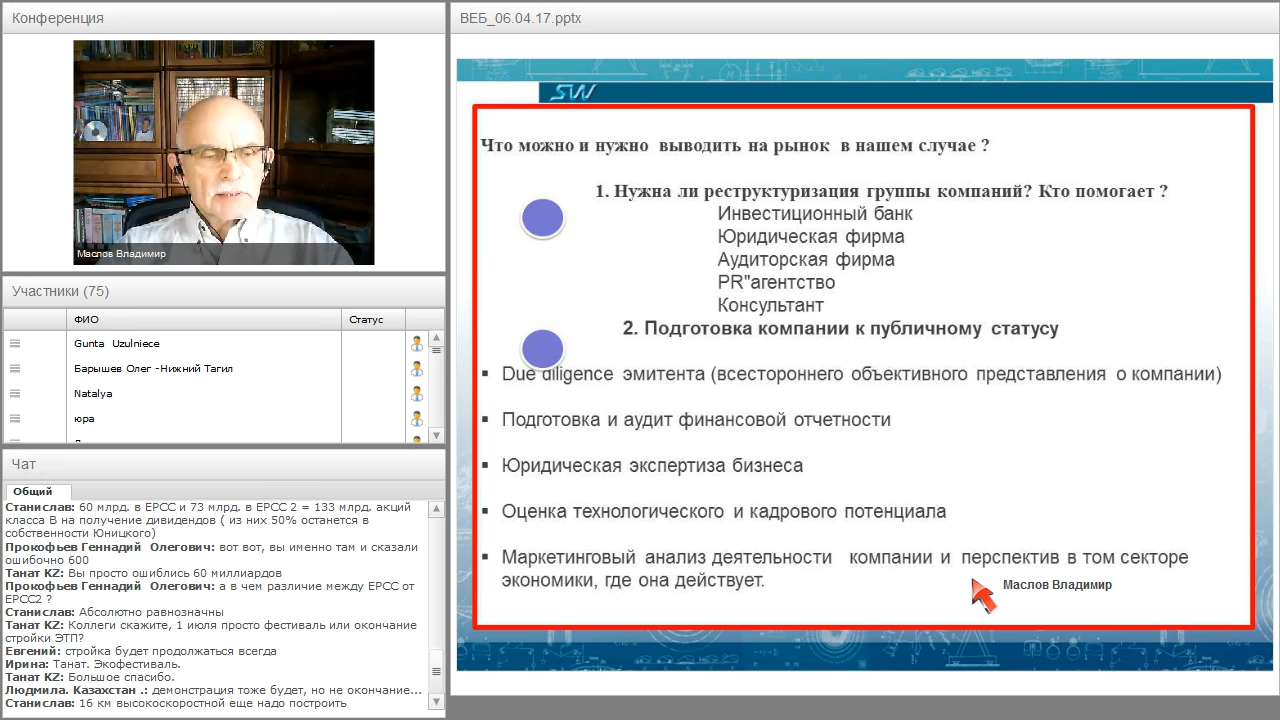 Конференция
Маслов Владимир
Участники (75)
ФИО
Статус
Gunta Uzulniece
Барышев Олег -Нижний Тагил
Natalya
юра
Чат
Общий
Станислав: 60 млрд. в ЕРСС и 73 млрд. в ЕРСС 2 = 133 млрд. акций
класса В на получение дивидендов ( из них 50% останется в
собственности Юницкого)
Прокофьев Геннадий Олегович: вот вот, вы именно там и сказали
ошибочно 600
Танат KZ: Вы просто ошиблись 60 миллиардов
Прокофьев Геннадий Олегович: а в чем различие между ЕРСС от
ЕРСС2 ?
Станислав: Абсолютно равнозначны
Танат KZ: Коллеги скажите, 1 июля просто фестиваль или окончание
стройки ЭТП?
Евгений: стройка будет продолжаться всегда
Ирина: Танат. Экофестиваль.
Танат KZ: Большое спасибо.
Людмила. Казахстан .: демонстрация тоже будет, но не окончание...
Станислав: 16 км высокоскоростной еще надо построить
ВЕБ_06.04.17.pptx
SW
Что можно и нужно выводить на рынок в нашем случае ?
1. Нужна ли реструктуризация группы компаний? Кто помогает ?
Инвестиционный банк
Юридическая фирма
Аудиторская фирма
PR"агентство
Консультант
2. Подготовка компании к публичному статусу
▪ Due diligence эмитента (всестороннего объективного представления о компании)
▪ Подготовка и аудит финансовой отчетности
▪ Юридическая экспертиза бизнеса
▪ Оценка технологического и кадрового потенциала
▪ Маркетинговый анализ деятельности компании и перспектив в том секторе
экономики, где она действует.
Маслов Владимир